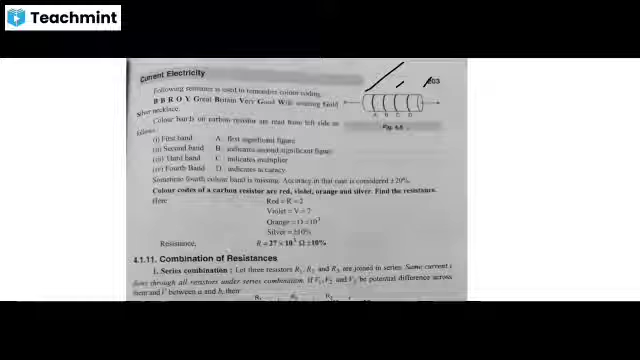 Teachmint
Current Electricity
203
Following sentence is used to remember colour coding.
B B R O Y Great Britain Very Good Wife wearing Gold
silver necklace.
Colour bands on carbon resistor are read from left side as
follows
A B C D
(i) First band A first significant figure
(ii) Second band B indicates second significant figure
(iii) Third band C indicates multiplier
(iv) Fourth Band D indicates accuracy
Sometime fourth colour band is missing. Accuracy in that case is considered ±20%.
Colour codes of a carbon resistor are red, violet, orange and silver. Find the resistance.
Here Red = R = 2
Violet = V = 7
Orange = O = 10³
Silver = ±10%
Resistance, R = 27 × 10³ Ω ±10%
4.1.11. Combination of Resistances
1. Series combination : Let three resistors R₁, R₂ and R₃ are joined in series. Same current
flows through all resistors under series combination. If V₁, V₂ and V₃ be potential difference across
them and V between a and b, then
R₁ R₂ R₃